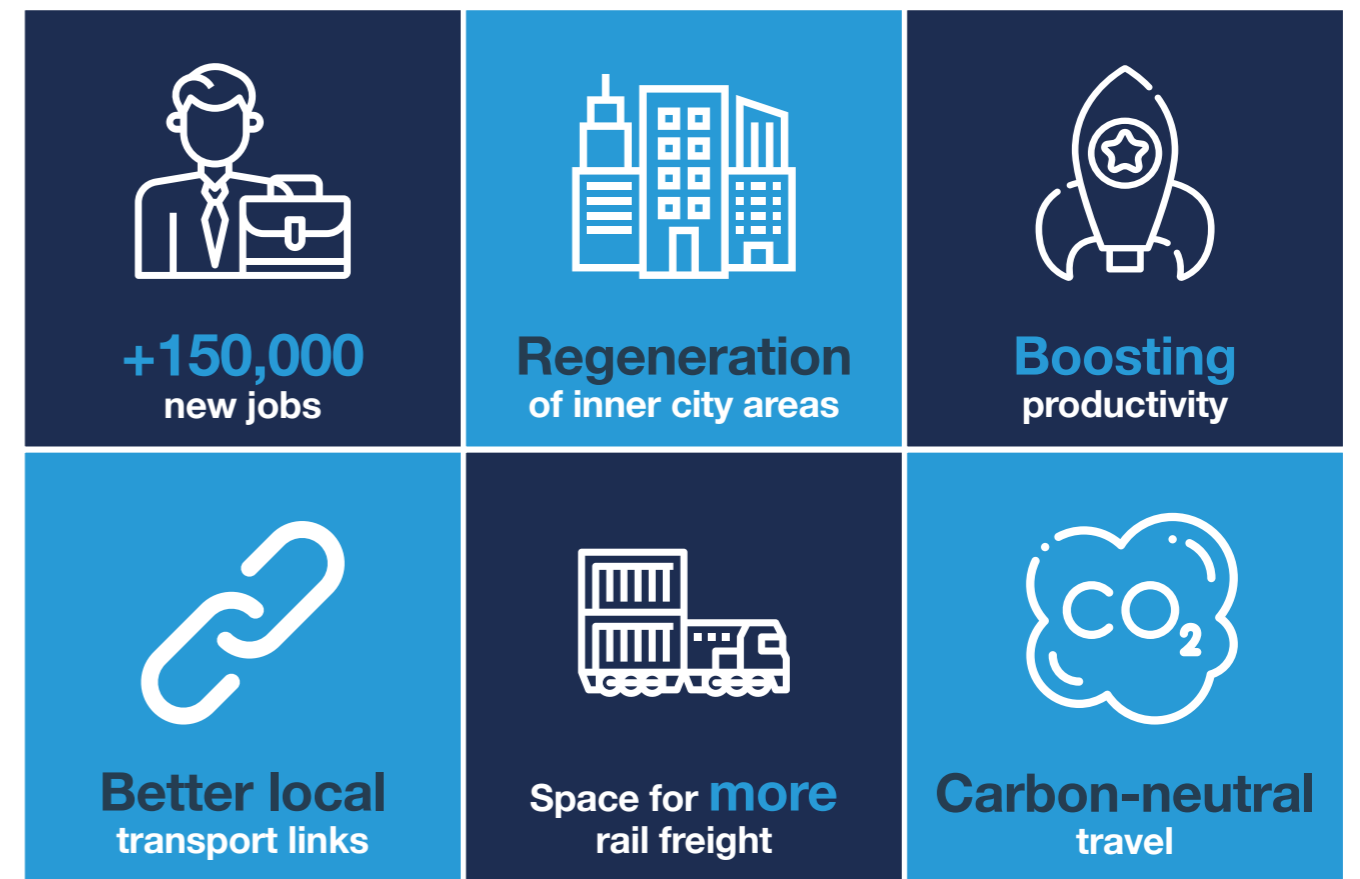 +150,000
new jobs
Regeneration
of inner city areas
Boosting
productivity
Better local
transport links
Space for more
rail freight
CO2
Carbon-neutral
travel